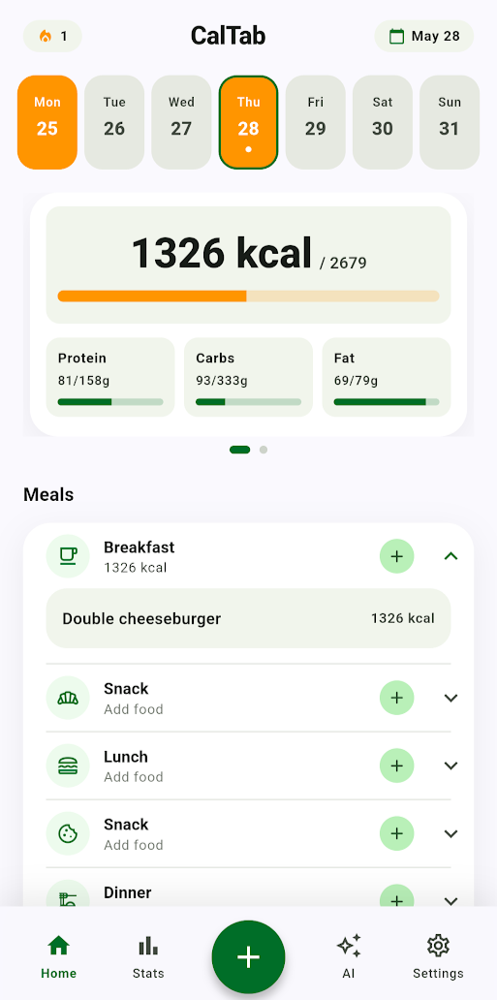 1
CalTab
May 28
Mon Tue Wed Thu Fri Sat Sun
25 26 27 28 29 30 31
1326 kcal / 2679
Protein Carbs Fat
81/158g 93/333g 69/79g
Meals
Breakfast
1326 kcal
Double cheeseburger 1326 kcal
Snack
Add food
Lunch
Add food
Snack
Add food
Dinner
Home Stats AI Settings